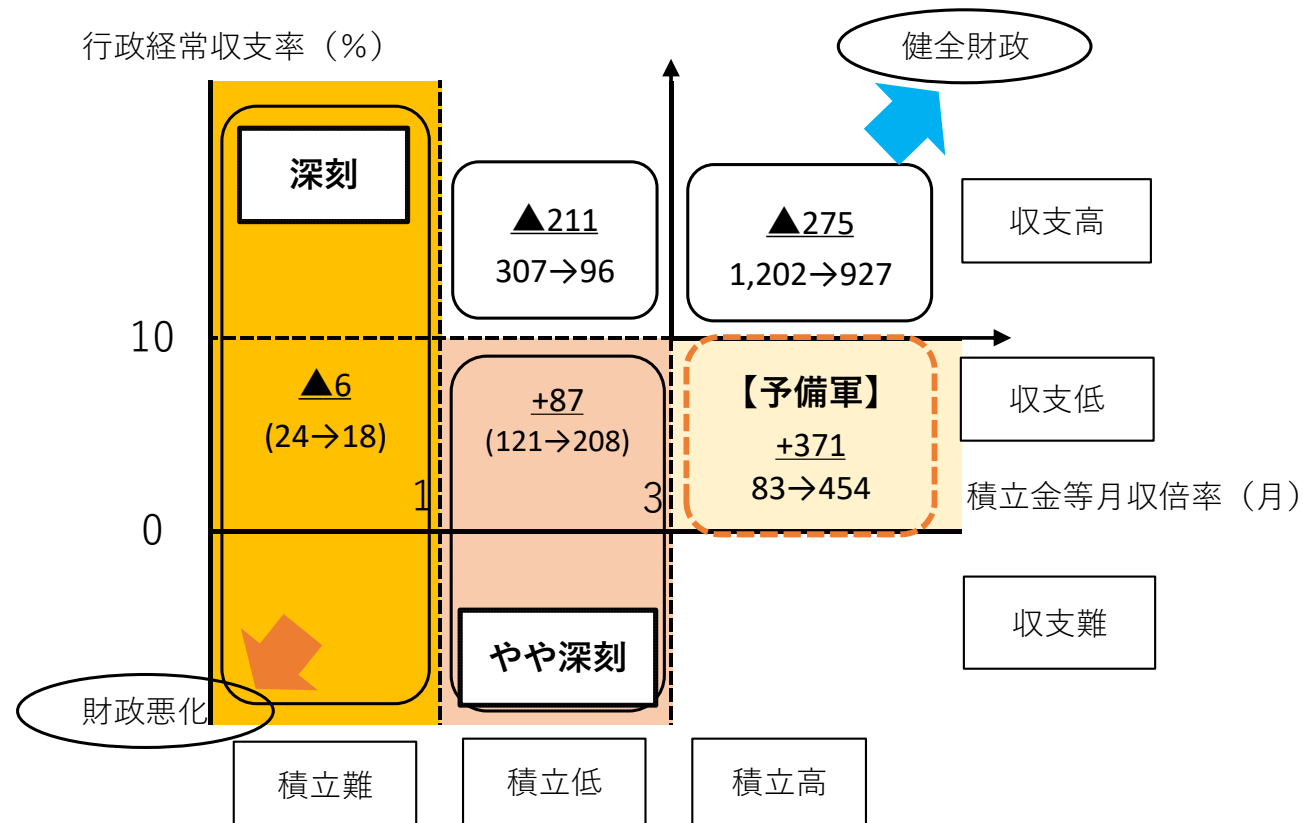 行政経常収支率（%）
健全財政
深刻
▲211
307→96
▲275
1,202→927
収支高
10
▲6
(24→18)
+87
(121→208)
【予備軍】
+371
83→454
収支低
1
3
積立金等月収倍率（月）
0
収支難
やや深刻
財政悪化
積立難
積立低
積立高